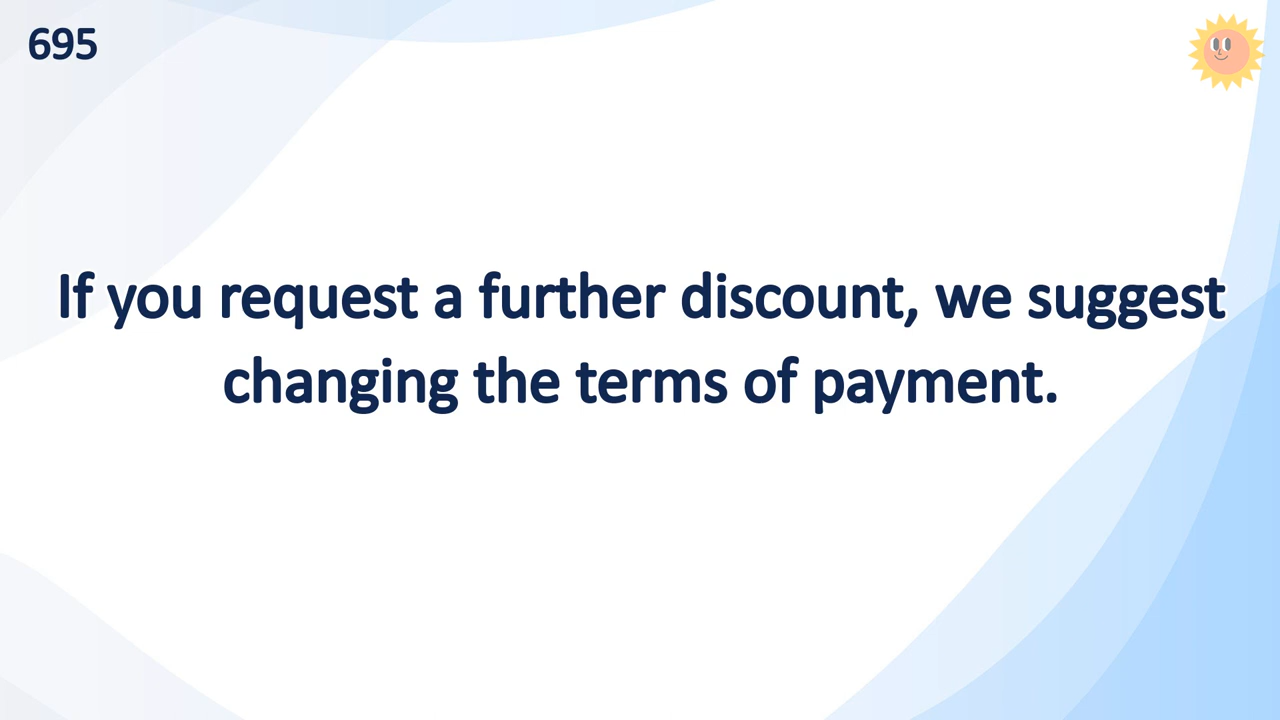 695
If you request a further discount, we suggest
changing the terms of payment.